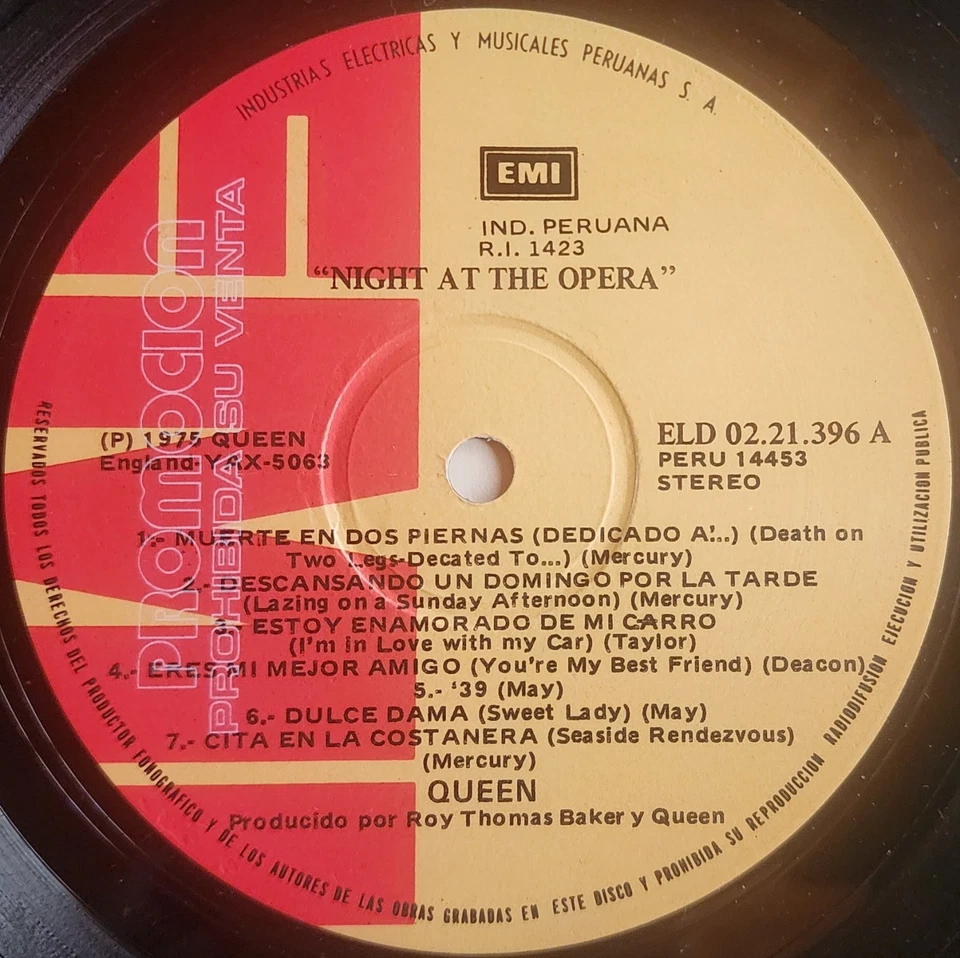 INDUSTRIAS ELECTRICAS Y MUSICALES PERUANAS S. A.
EMI
IND. PERUANA
R.I. 1423
“NIGHT AT THE OPERA”
PROMOCION
PROHIBIDA SU VENTA
(P) 1975 QUEEN
England-YAX-5063
ELD 02.21.396 A
PERU 14453
STEREO
1.- MUERTE EN DOS PIERNAS (DEDICADO A'...) (Death on
Two Legs-Decated To...) (Mercury)
2.- DESCANSANDO UN DOMINGO POR LA TARDE
(Lazing on a Sunday Afternoon) (Mercury)
ESTOY ENAMORADO DE MI CARRO
(I'm in Love with my Car) (Taylor)
4.- ERES MI MEJOR AMIGO (You're My Best Friend) (Deacon)
5.- ‘39 (May)
6.- DULCE DAMA (Sweet Lady) (May)
7.- CITA EN LA COSTANERA (Seaside Rendezvous)
(Mercury)
QUEEN
Producido por Roy Thomas Baker y Queen
RESERVADOS TODOS LOS DERECHOS DEL PRODUCTOR FONOGRAFICO Y DE LOS AUTORES DE LAS OBRAS GRABADAS EN ESTE DISCO Y PROHIBIDA SU REPRODUCCION RADIODIFUSION EJECUCION Y UTILIZACION PUBLICA